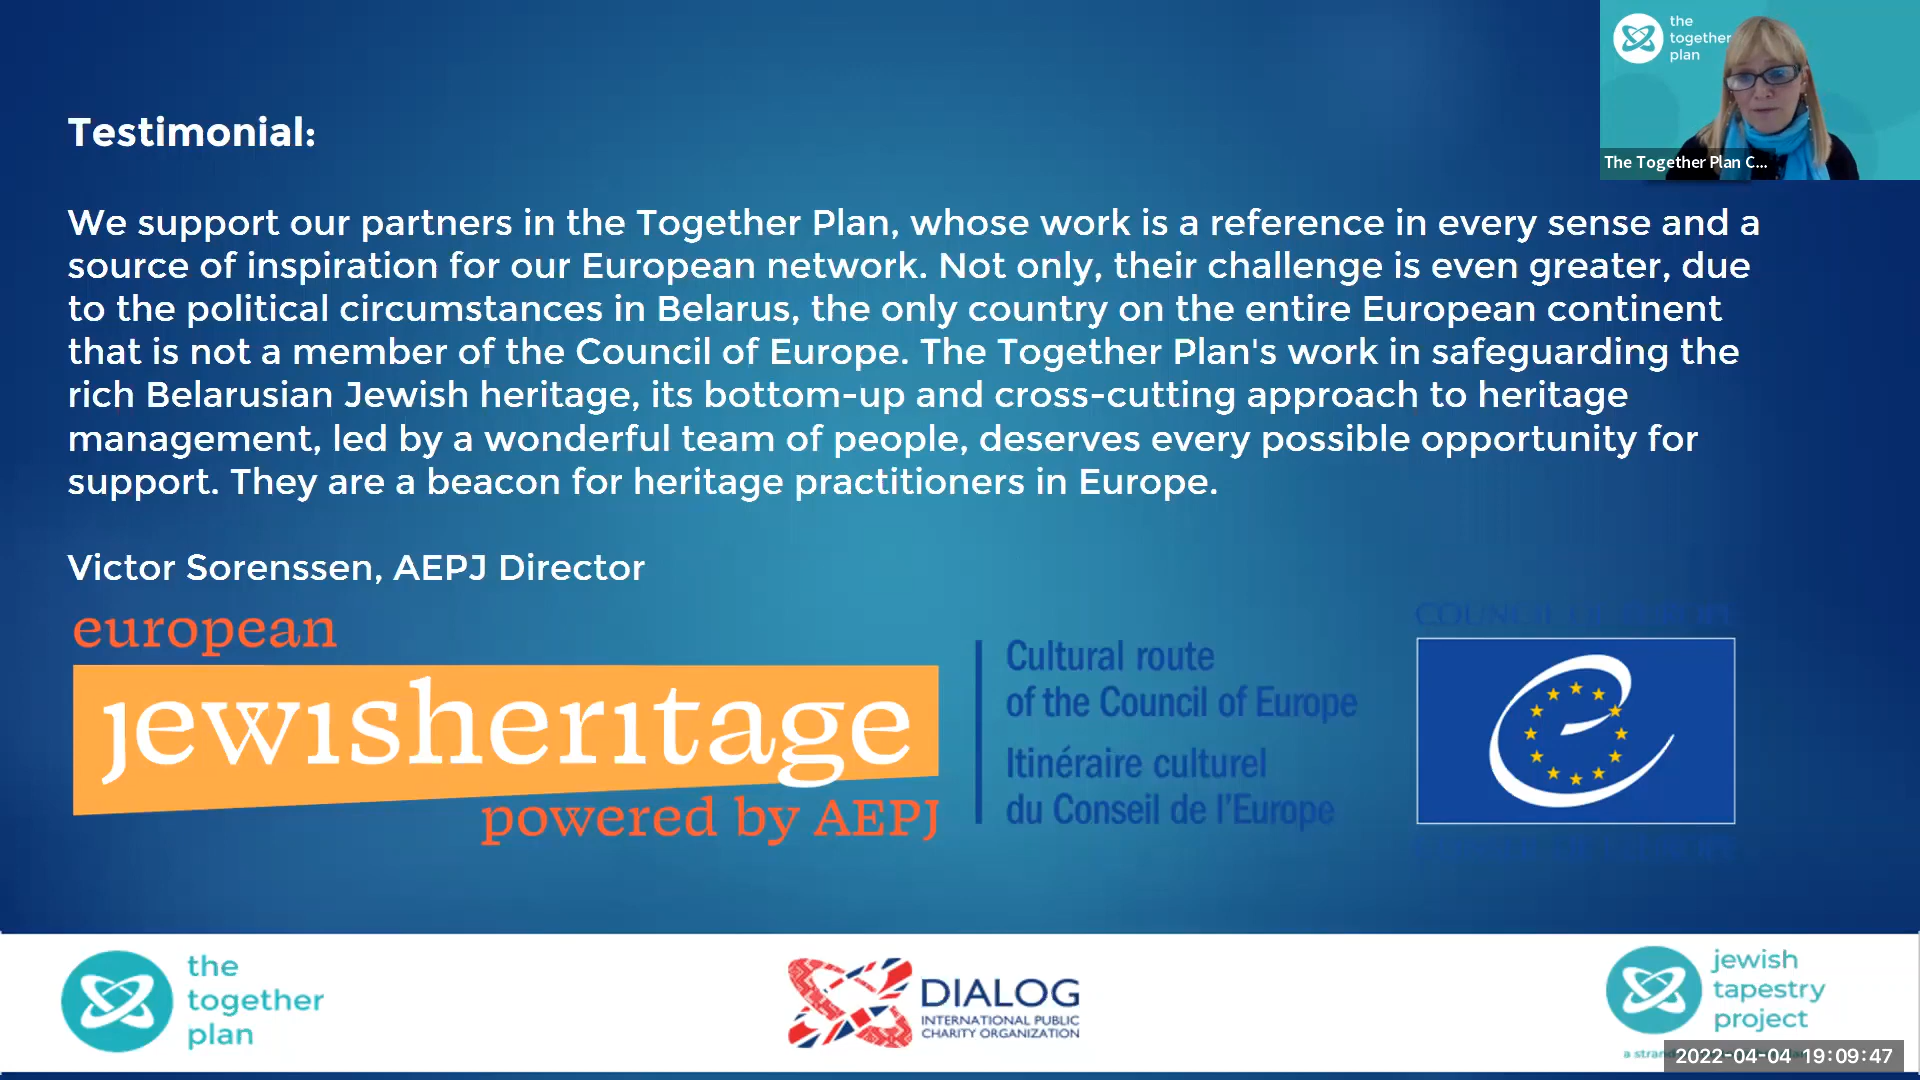 the
together
plan
The Together Plan C...
Testimonial:
We support our partners in the Together Plan, whose work is a reference in every sense and a
source of inspiration for our European network. Not only, their challenge is even greater, due
to the political circumstances in Belarus, the only country on the entire European continent
that is not a member of the Council of Europe. The Together Plan's work in safeguarding the
rich Belarusian Jewish heritage, its bottom-up and cross-cutting approach to heritage
management, led by a wonderful team of people, deserves every possible opportunity for
support. They are a beacon for heritage practitioners in Europe.
Victor Sorenssen, AEPJ Director
european
jewisheritage
powered by AEPJ
Cultural route
of the Council of Europe
Itinéraire culturel
du Conseil de l'Europe
COUNCIL OF EUROPE
the
together
plan
DIALOG
INTERNATIONAL PUBLIC
CHARITY ORGANIZATION
jewish
tapestry
project
a strand
2022-04-04 19:09:47